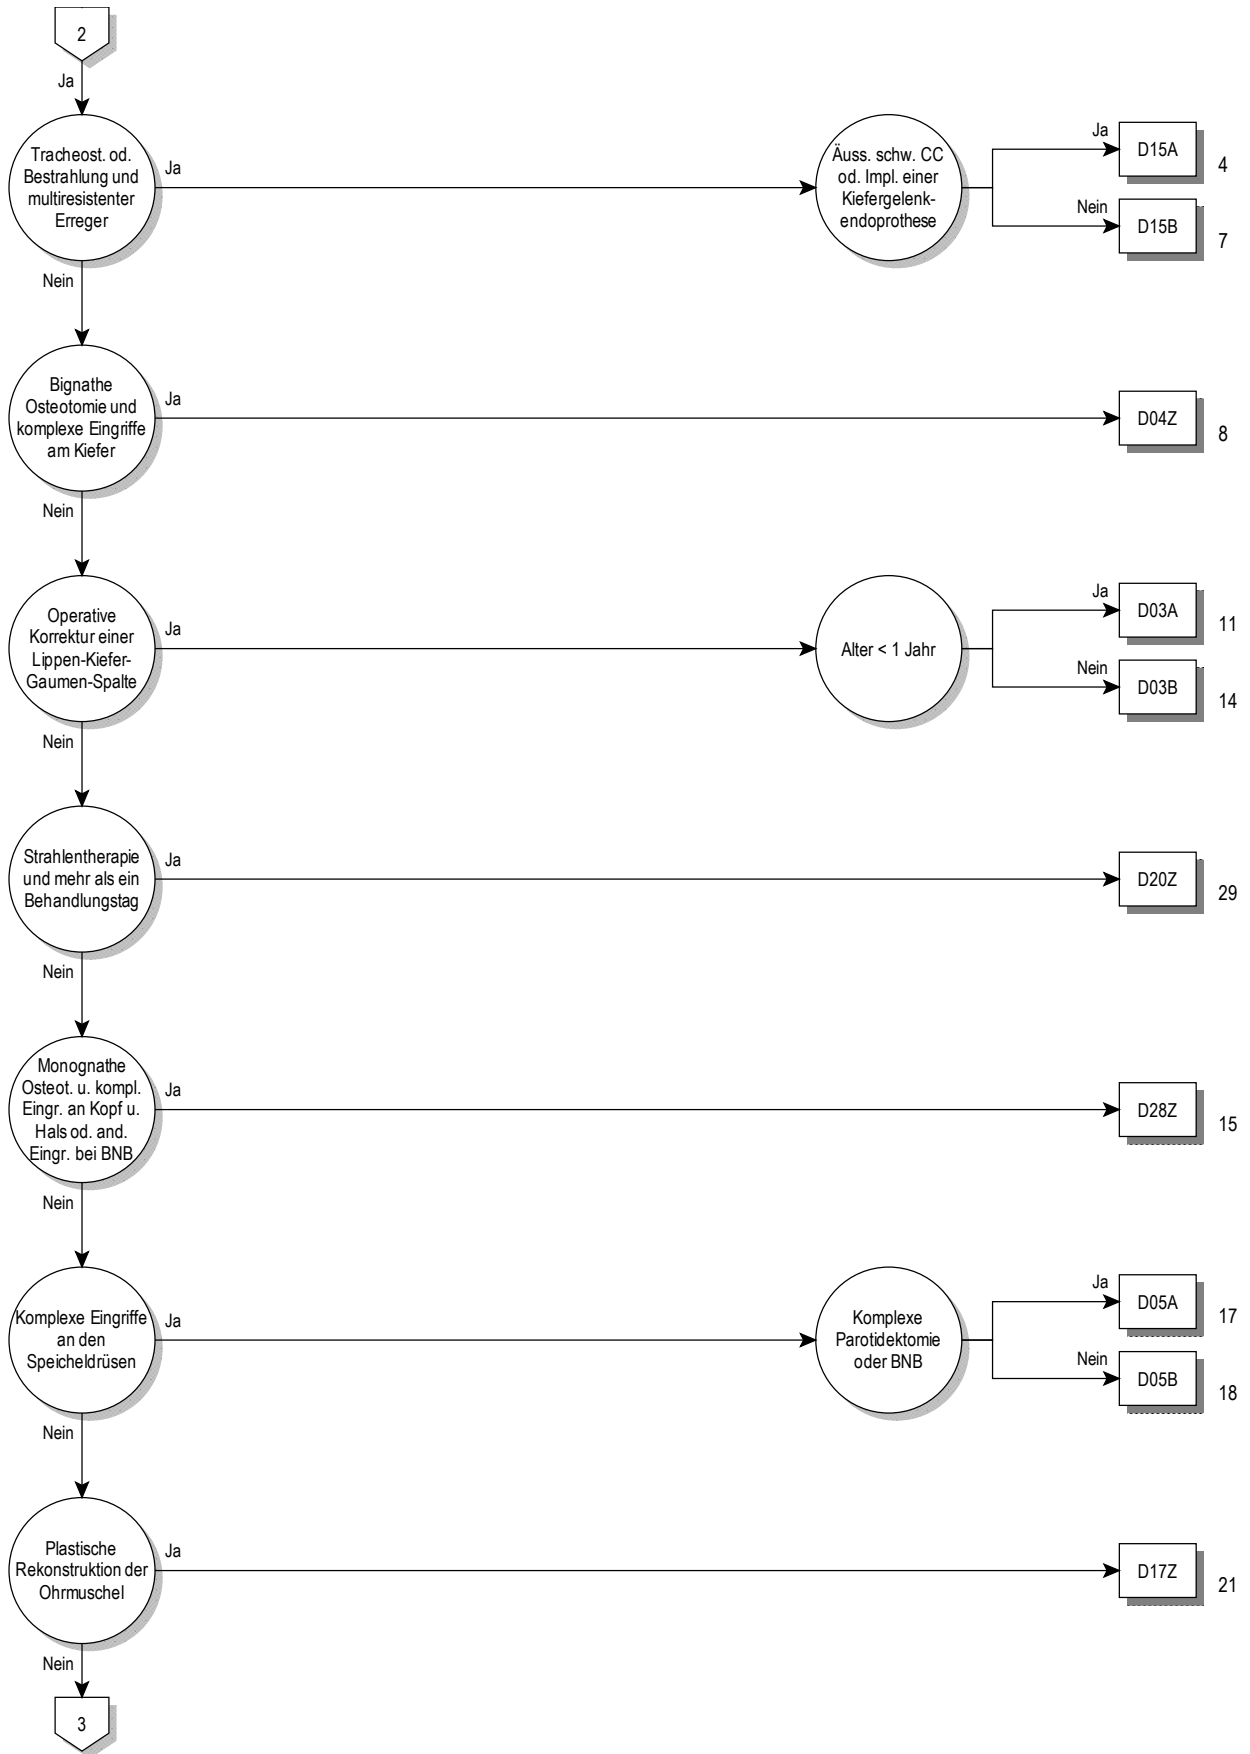 2
Ja
Tracheost. od.
Bestrahlung und
multiresistenter
Erreger
Ja
Äuss. schw. CC
od. Impl. einer
Kiefergelenk-
endoprothese
Ja
D15A
4
Nein
D15B
7
Nein
Bignathe
Osteotomie und
komplexe Eingriffe
am Kiefer
Ja
D04Z
8
Nein
Operative
Korrektur einer
Lippen-Kiefer-
Gaumen-Spalte
Ja
Alter < 1 Jahr
Ja
D03A
11
Nein
D03B
14
Nein
Strahlentherapie
und mehr als ein
Behandlungstag
Ja
D20Z
29
Nein
Monognathe
Osteot. u. kompl.
Eingr. an Kopf u.
Hals od. and.
Eingr. bei BNB
Ja
D28Z
15
Nein
Komplexe Eingriffe
an den
Speicheldrüsen
Ja
Komplexe
Parotidektomie
oder BNB
Ja
D05A
17
Nein
D05B
18
Nein
Plastische
Rekonstruktion der
Ohrmuschel
Ja
D17Z
21
Nein
3